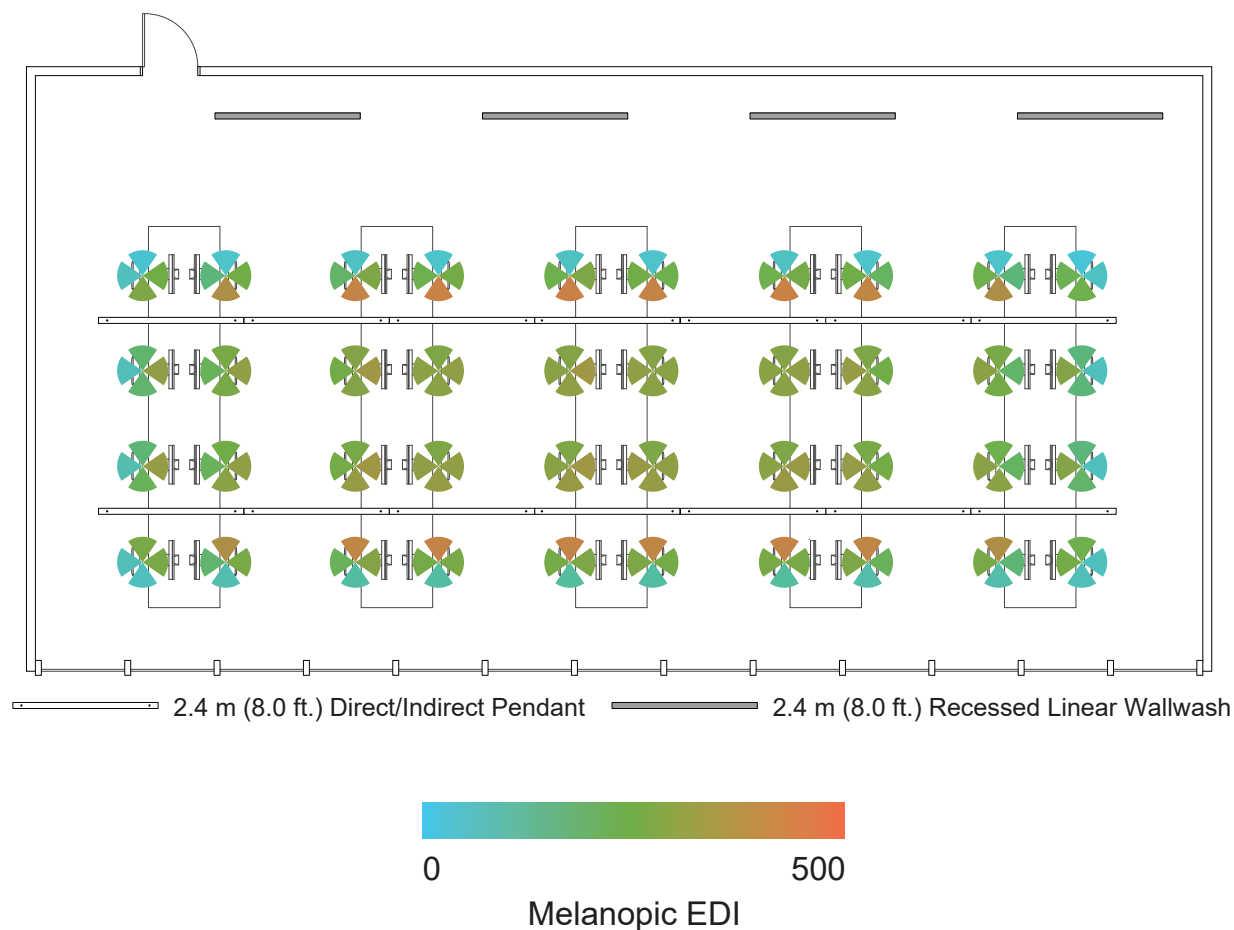 2.4 m (8.0 ft.) Direct/Indirect Pendant
2.4 m (8.0 ft.) Recessed Linear Wallwash
0
500
Melanopic EDI